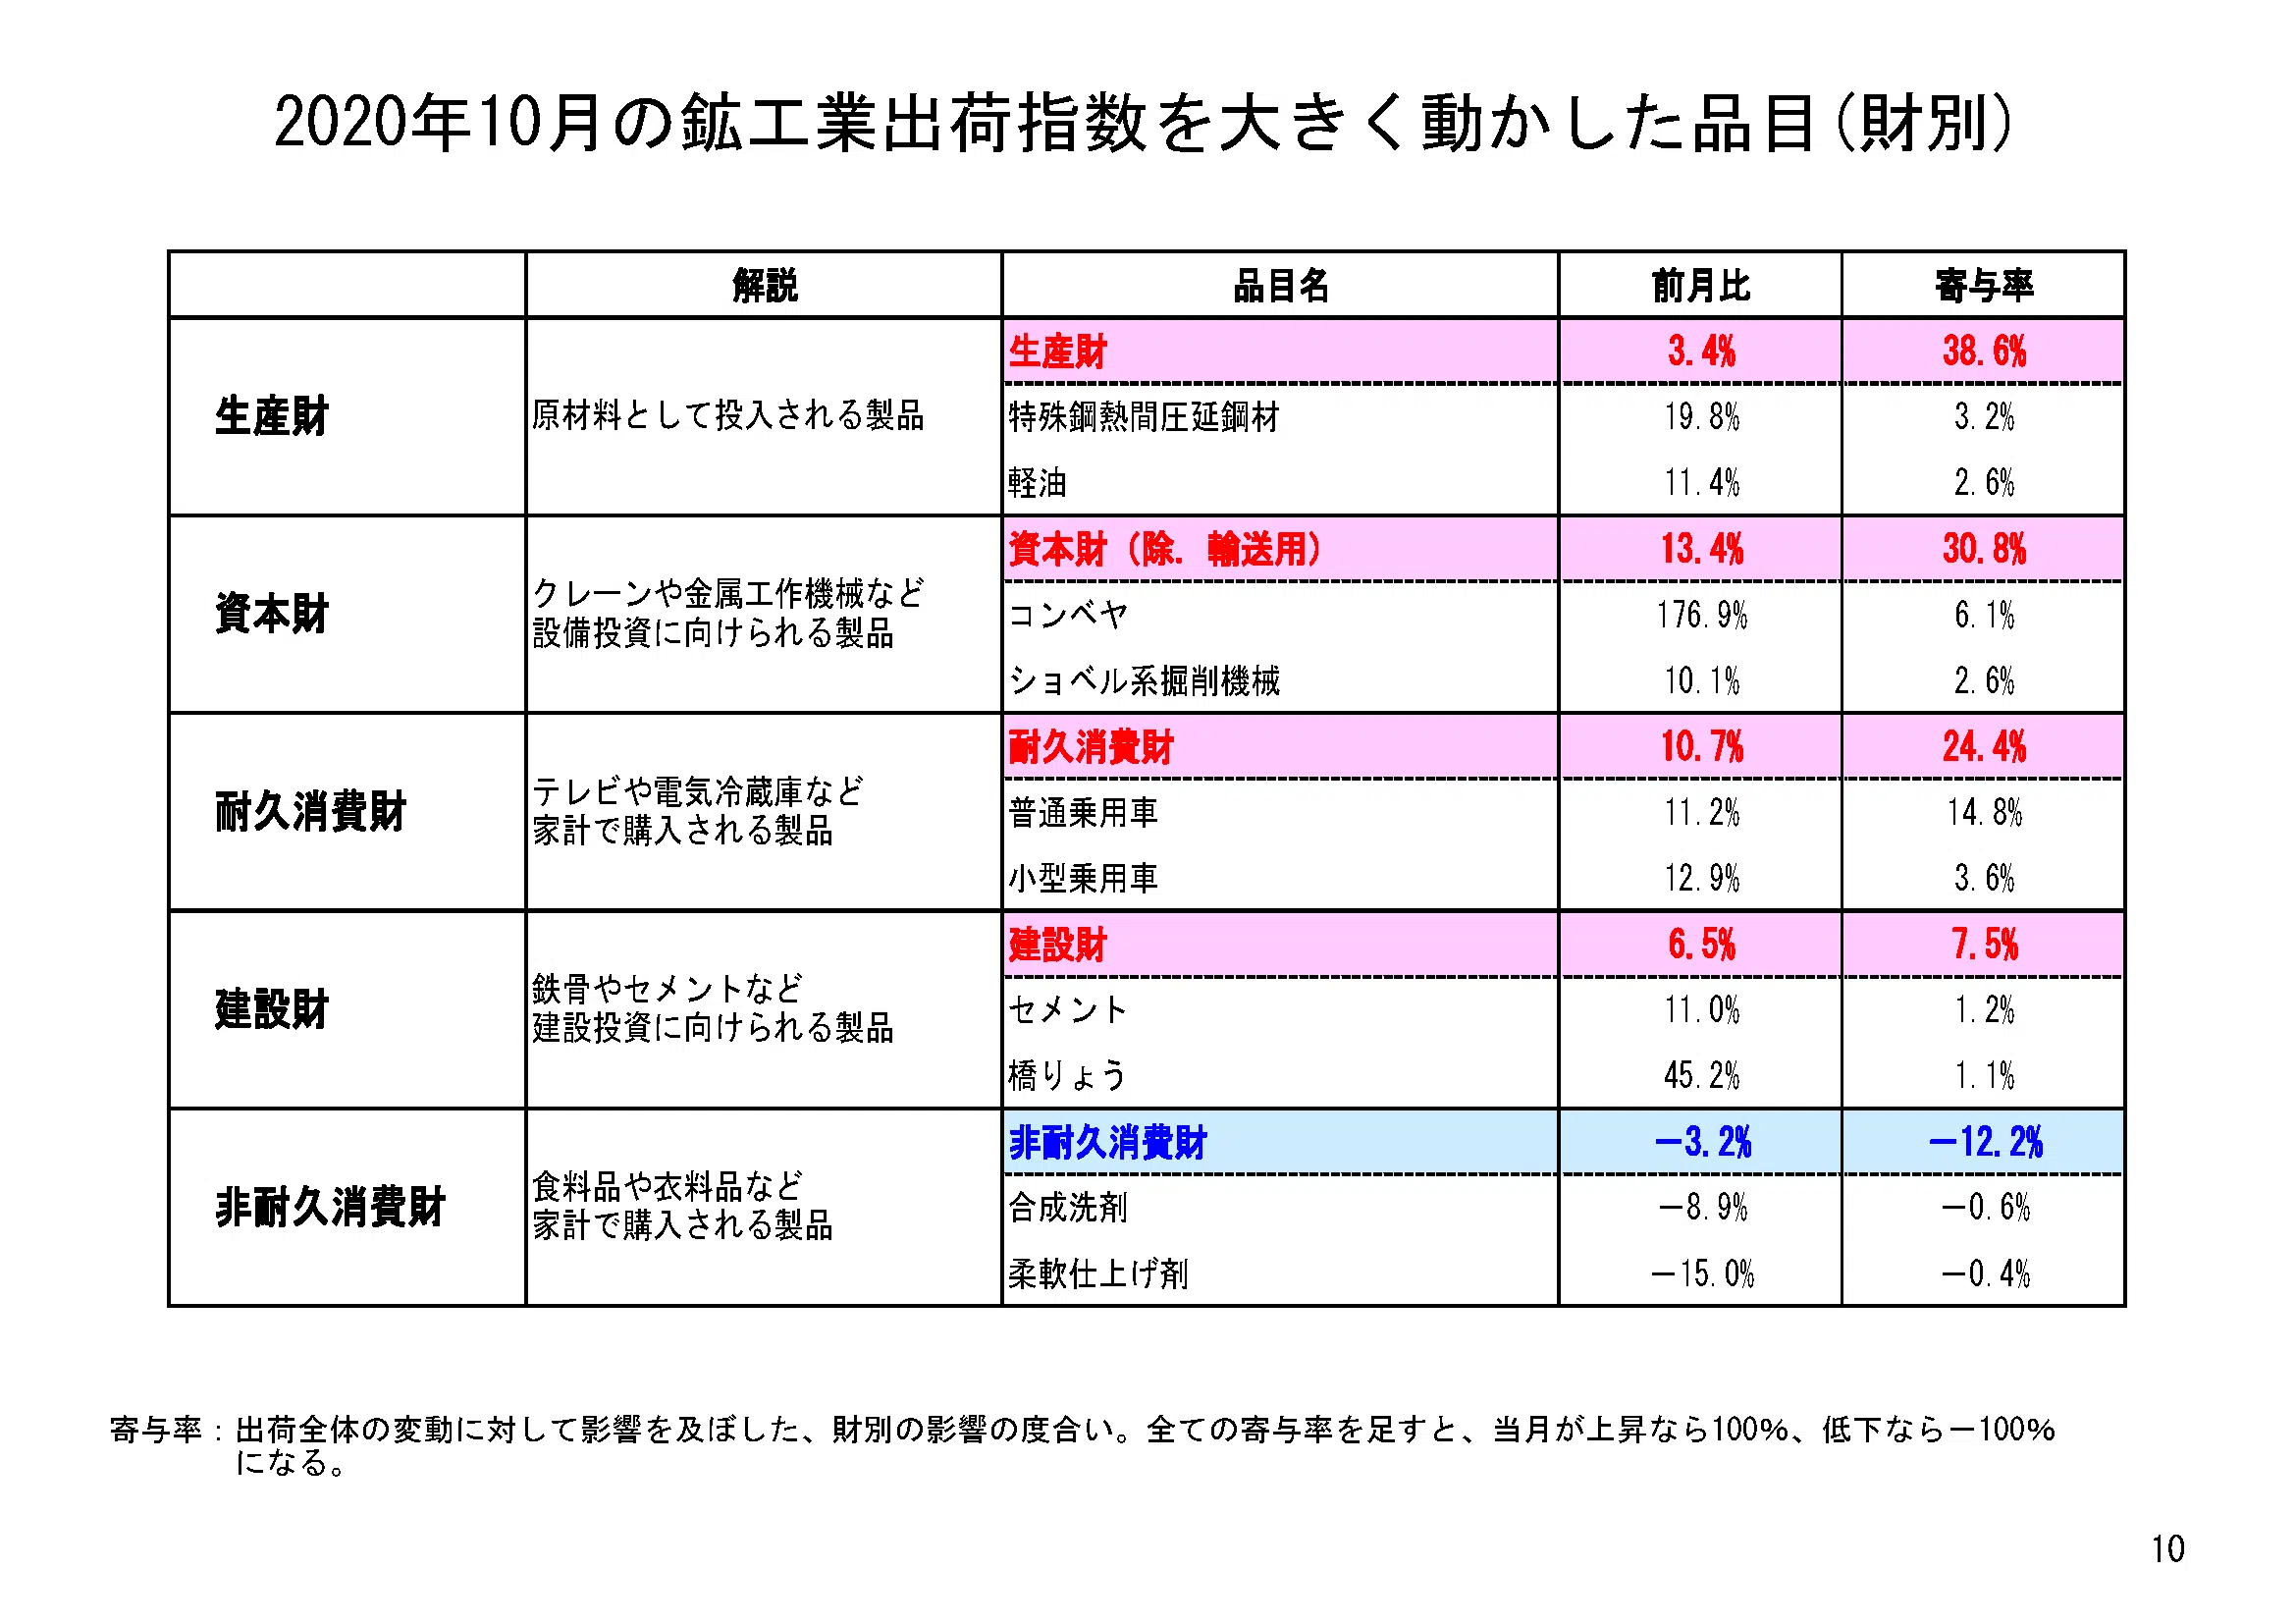 2020年10月の鉱工業出荷指数を大きく動かした品目(財別)
解説 品目名 前月比 寄与率
生産財
原材料として投入される製品
生産財 3.4% 38.6%
特殊鋼熱間圧延鋼材 19.8% 3.2%
軽油 11.4% 2.6%
資本財
クレーンや金属工作機械など
設備投資に向けられる製品
資本財（除．輸送用） 13.4% 30.8%
コンベヤ 176.9% 6.1%
ショベル系掘削機械 10.1% 2.6%
耐久消費財
テレビや電気冷蔵庫など
家計で購入される製品
耐久消費財 10.7% 24.4%
普通乗用車 11.2% 14.8%
小型乗用車 12.9% 3.6%
建設財
鉄骨やセメントなど
建設投資に向けられる製品
建設財 6.5% 7.5%
セメント 11.0% 1.2%
橋りょう 45.2% 1.1%
非耐久消費財
食料品や衣料品など
家計で購入される製品
非耐久消費財 －3.2% －12.2%
合成洗剤 －8.9% －0.6%
柔軟仕上げ剤 －15.0% －0.4%
寄与率：出荷全体の変動に対して影響を及ぼした、財別の影響の度合い。全ての寄与率を足すと、当月が上昇なら100％、低下なら－100％
になる。
10